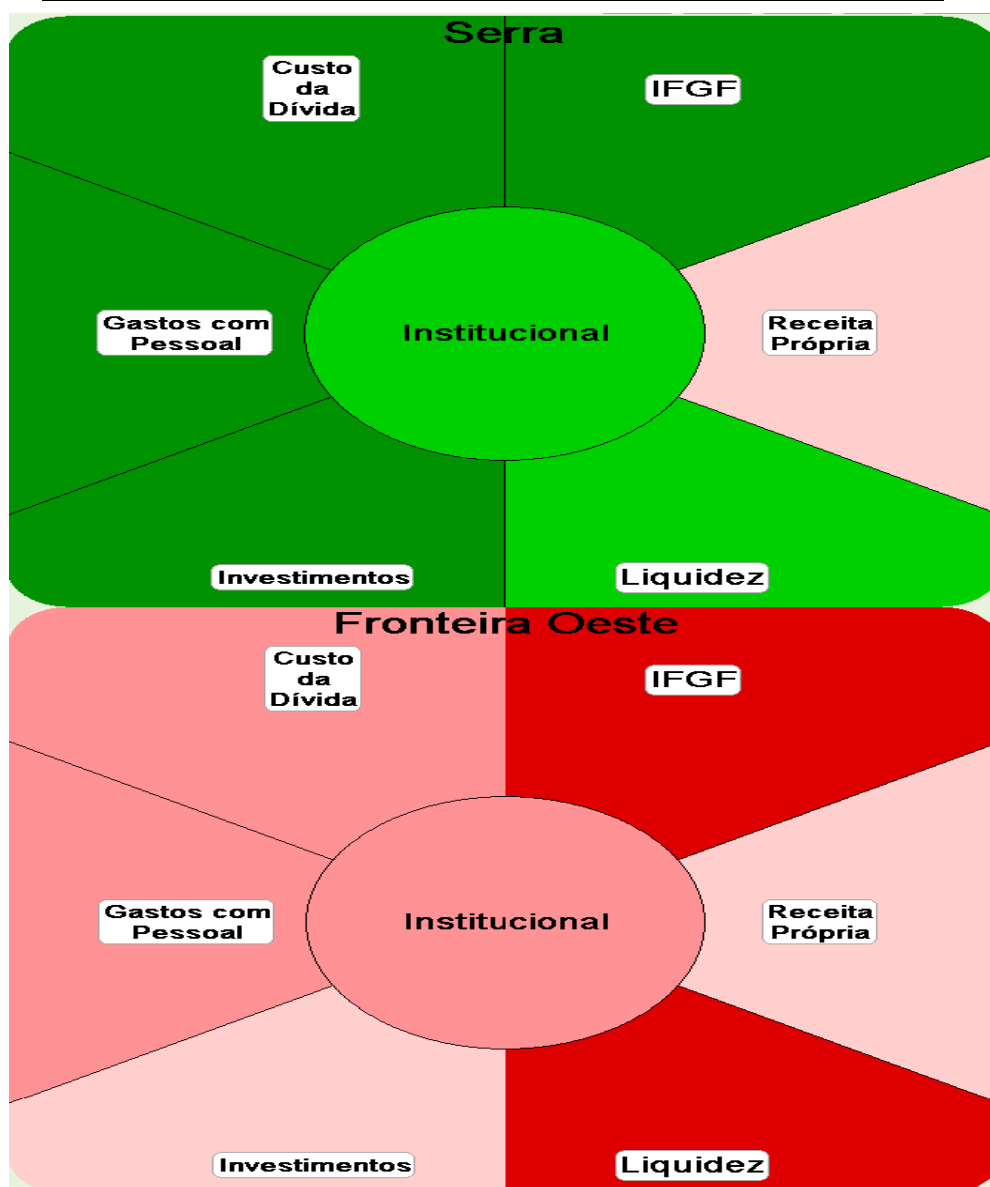 Serra
Custo
da
Dívida
IFGF
Gastos com
Pessoal
Institucional
Receita
Própria
Investimentos
Liquidez
Fronteira Oeste
Custo
da
Dívida
IFGF
Gastos com
Pessoal
Institucional
Receita
Própria
Investimentos
Liquidez